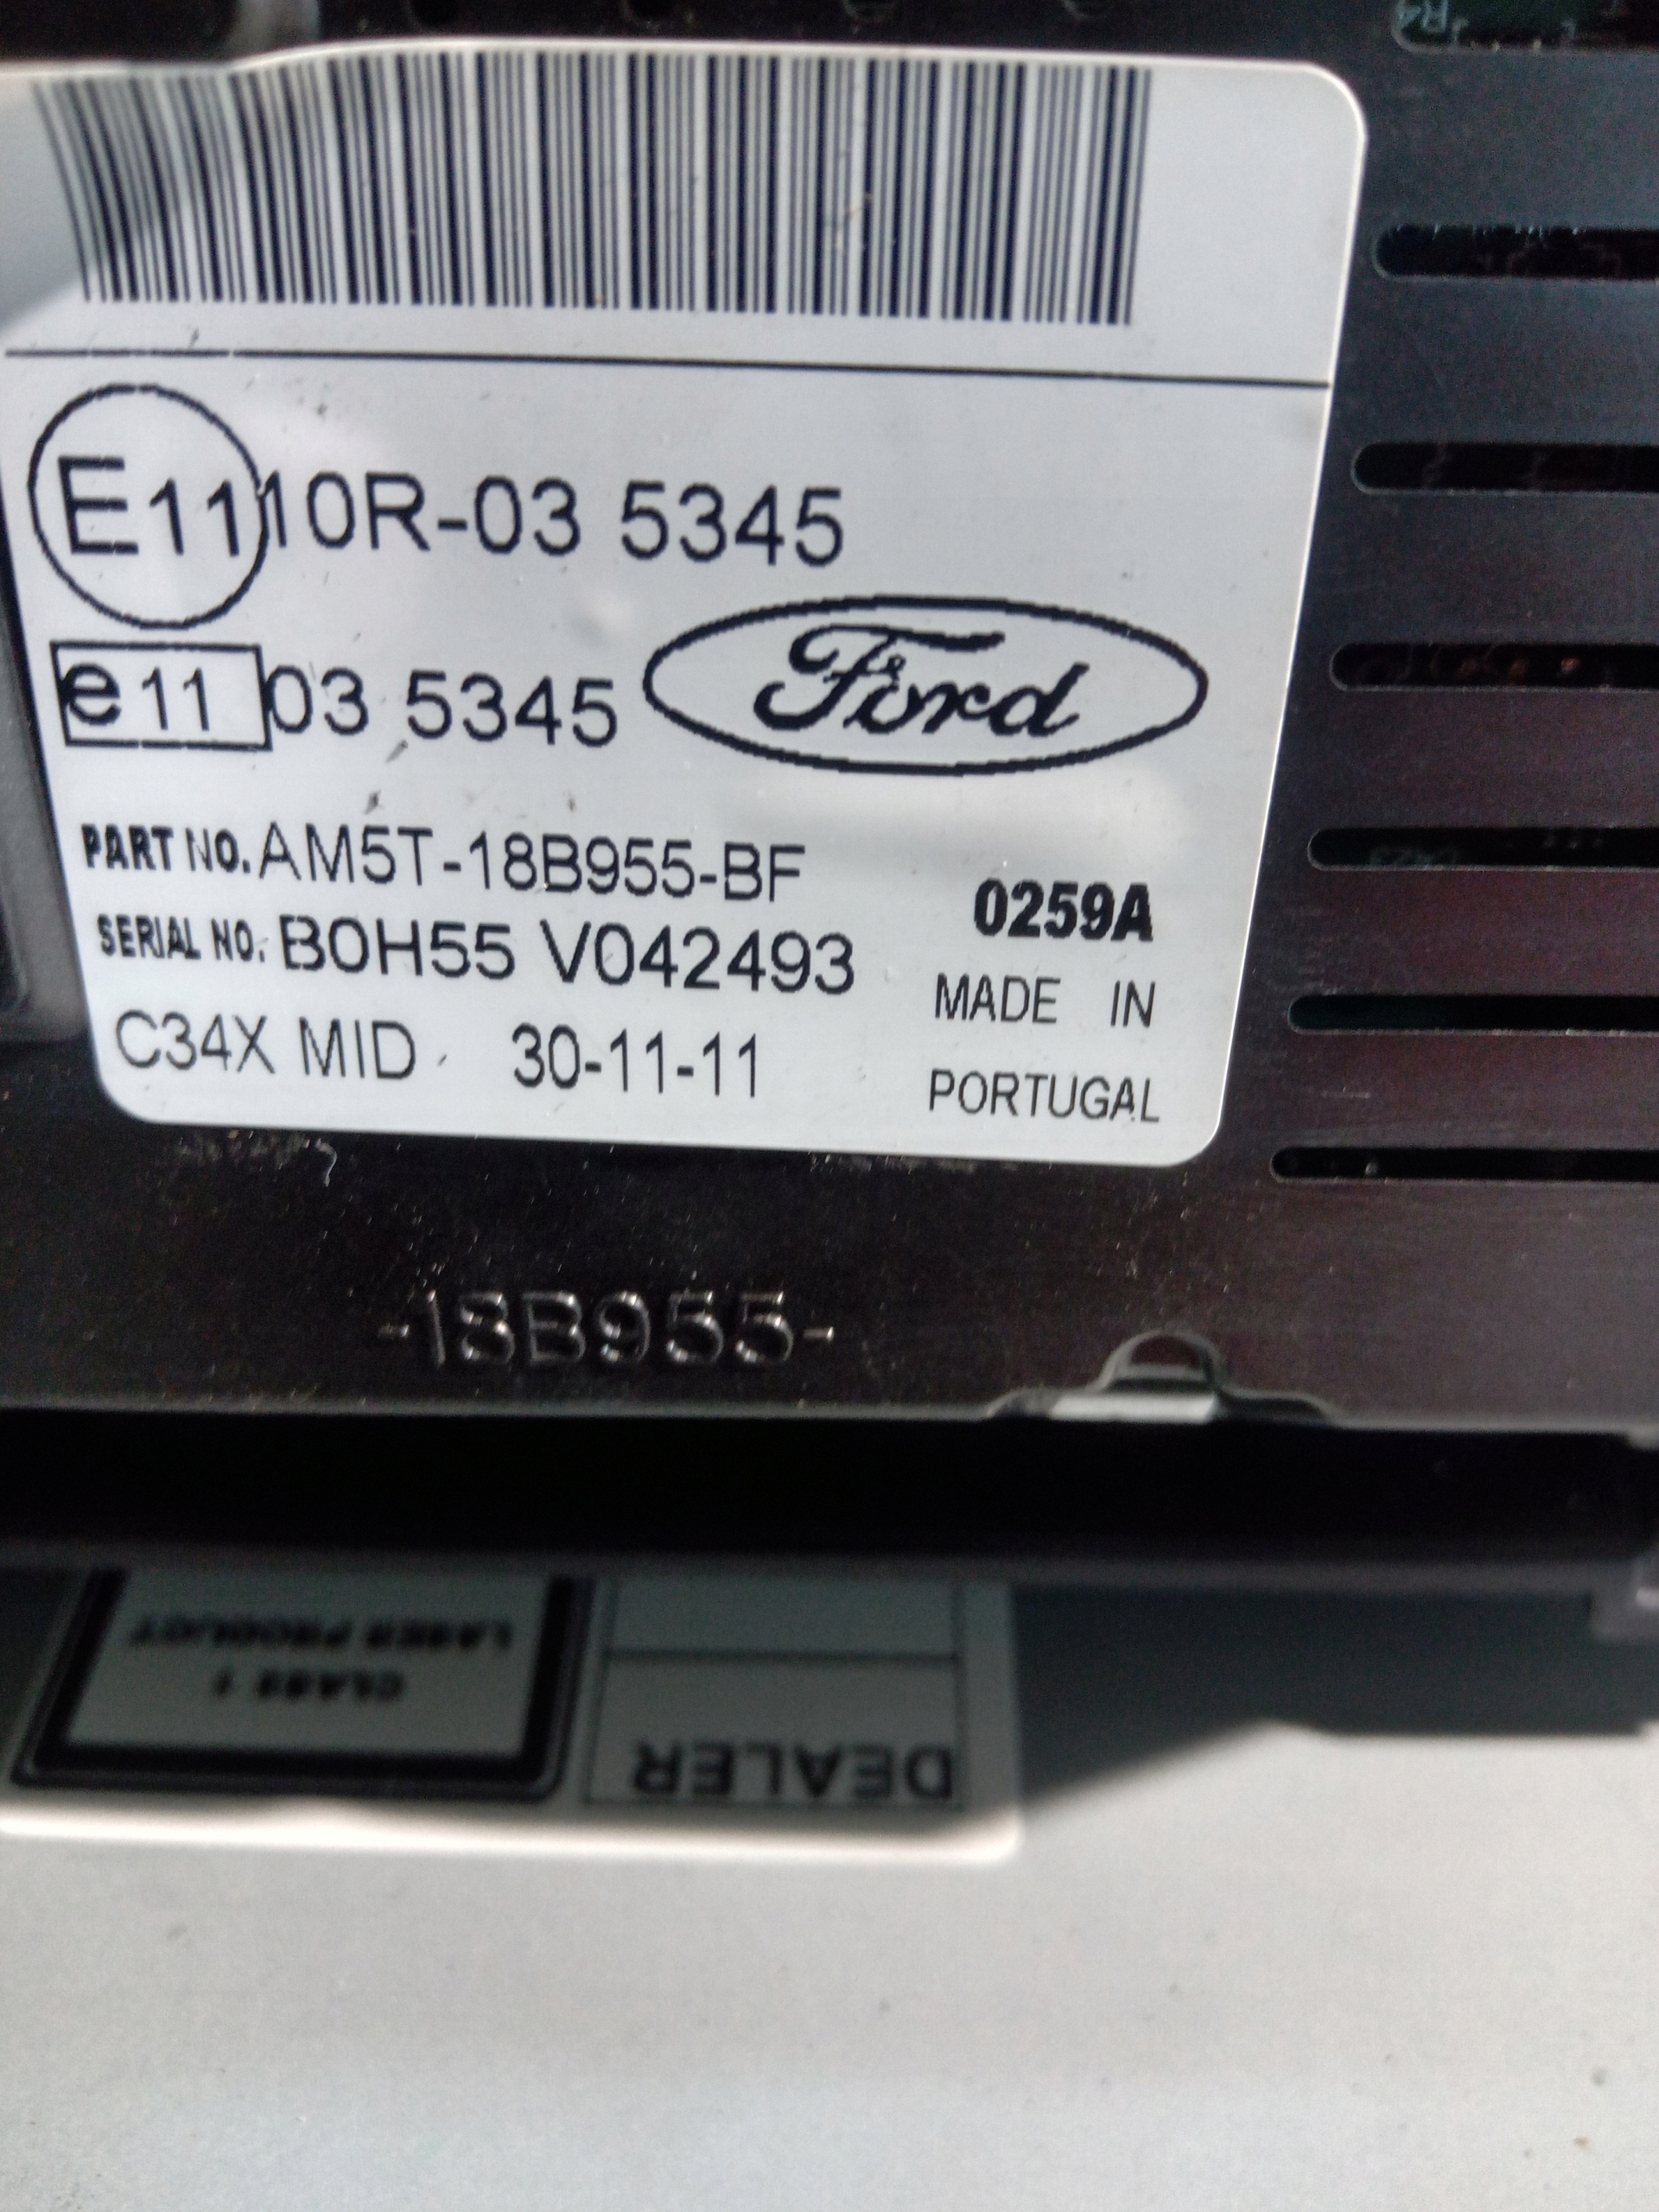 R4
E11 10R-03 5345
e11 03 5345 Ford
PART NO. AM5T-18B955-BF
0259A
SERIAL NO. B0H55 V042493
MADE IN
C34X MID 30-11-11
PORTUGAL
-18B955-
CLASS 1
LASER PRODUCT
DEALER